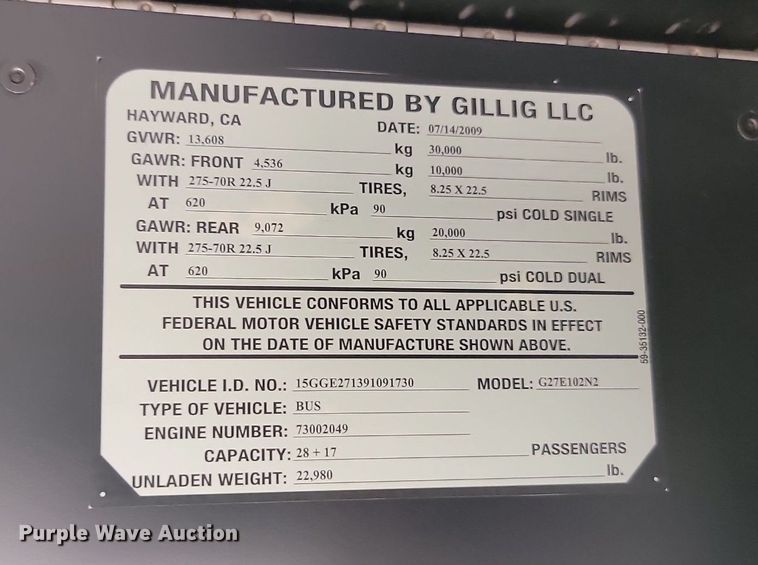 MANUFACTURED BY GILLIG LLC
HAYWARD, CA DATE: 07/14/2009
GVWR: 13,608 kg 30,000 lb.
GAWR: FRONT 4,536 kg 10,000 lb.
WITH 275-70R 22.5 J TIRES, 8.25 X 22.5 RIMS
AT 620 kPa 90 psi COLD SINGLE
GAWR: REAR 9,072 kg 20,000 lb.
WITH 275-70R 22.5 J TIRES, 8.25 X 22.5 RIMS
AT 620 kPa 90 psi COLD DUAL
THIS VEHICLE CONFORMS TO ALL APPLICABLE U.S.
FEDERAL MOTOR VEHICLE SAFETY STANDARDS IN EFFECT
ON THE DATE OF MANUFACTURE SHOWN ABOVE.
59-35132-000
VEHICLE I.D. NO.: 15GGE271391091730 MODEL: G27E102N2
TYPE OF VEHICLE: BUS
ENGINE NUMBER: 73002049
CAPACITY: 28 + 17 PASSENGERS
UNLADEN WEIGHT: 22,980 lb.
Purple Wave Auction